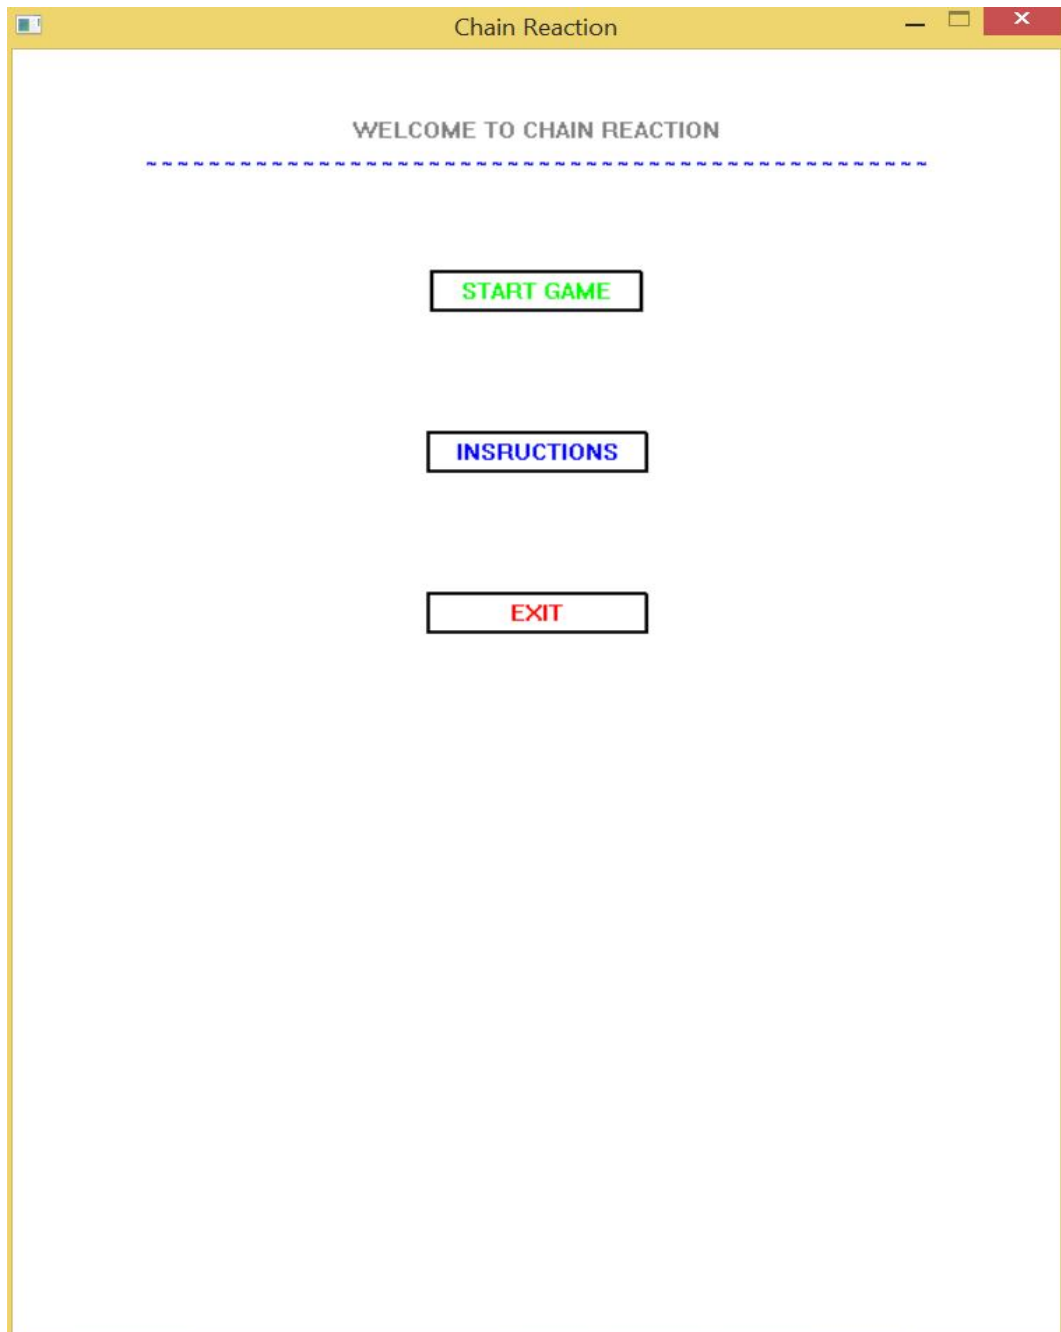 Chain Reaction
WELCOME TO CHAIN REACTION
~ ~ ~ ~ ~ ~ ~ ~ ~ ~ ~ ~ ~ ~ ~ ~ ~ ~ ~ ~ ~ ~ ~ ~ ~ ~ ~ ~ ~ ~ ~ ~ ~ ~ ~ ~ ~ ~ ~ ~ ~ ~ ~ ~ ~ ~ ~ ~ ~ ~
START GAME
INSRUCTIONS
EXIT